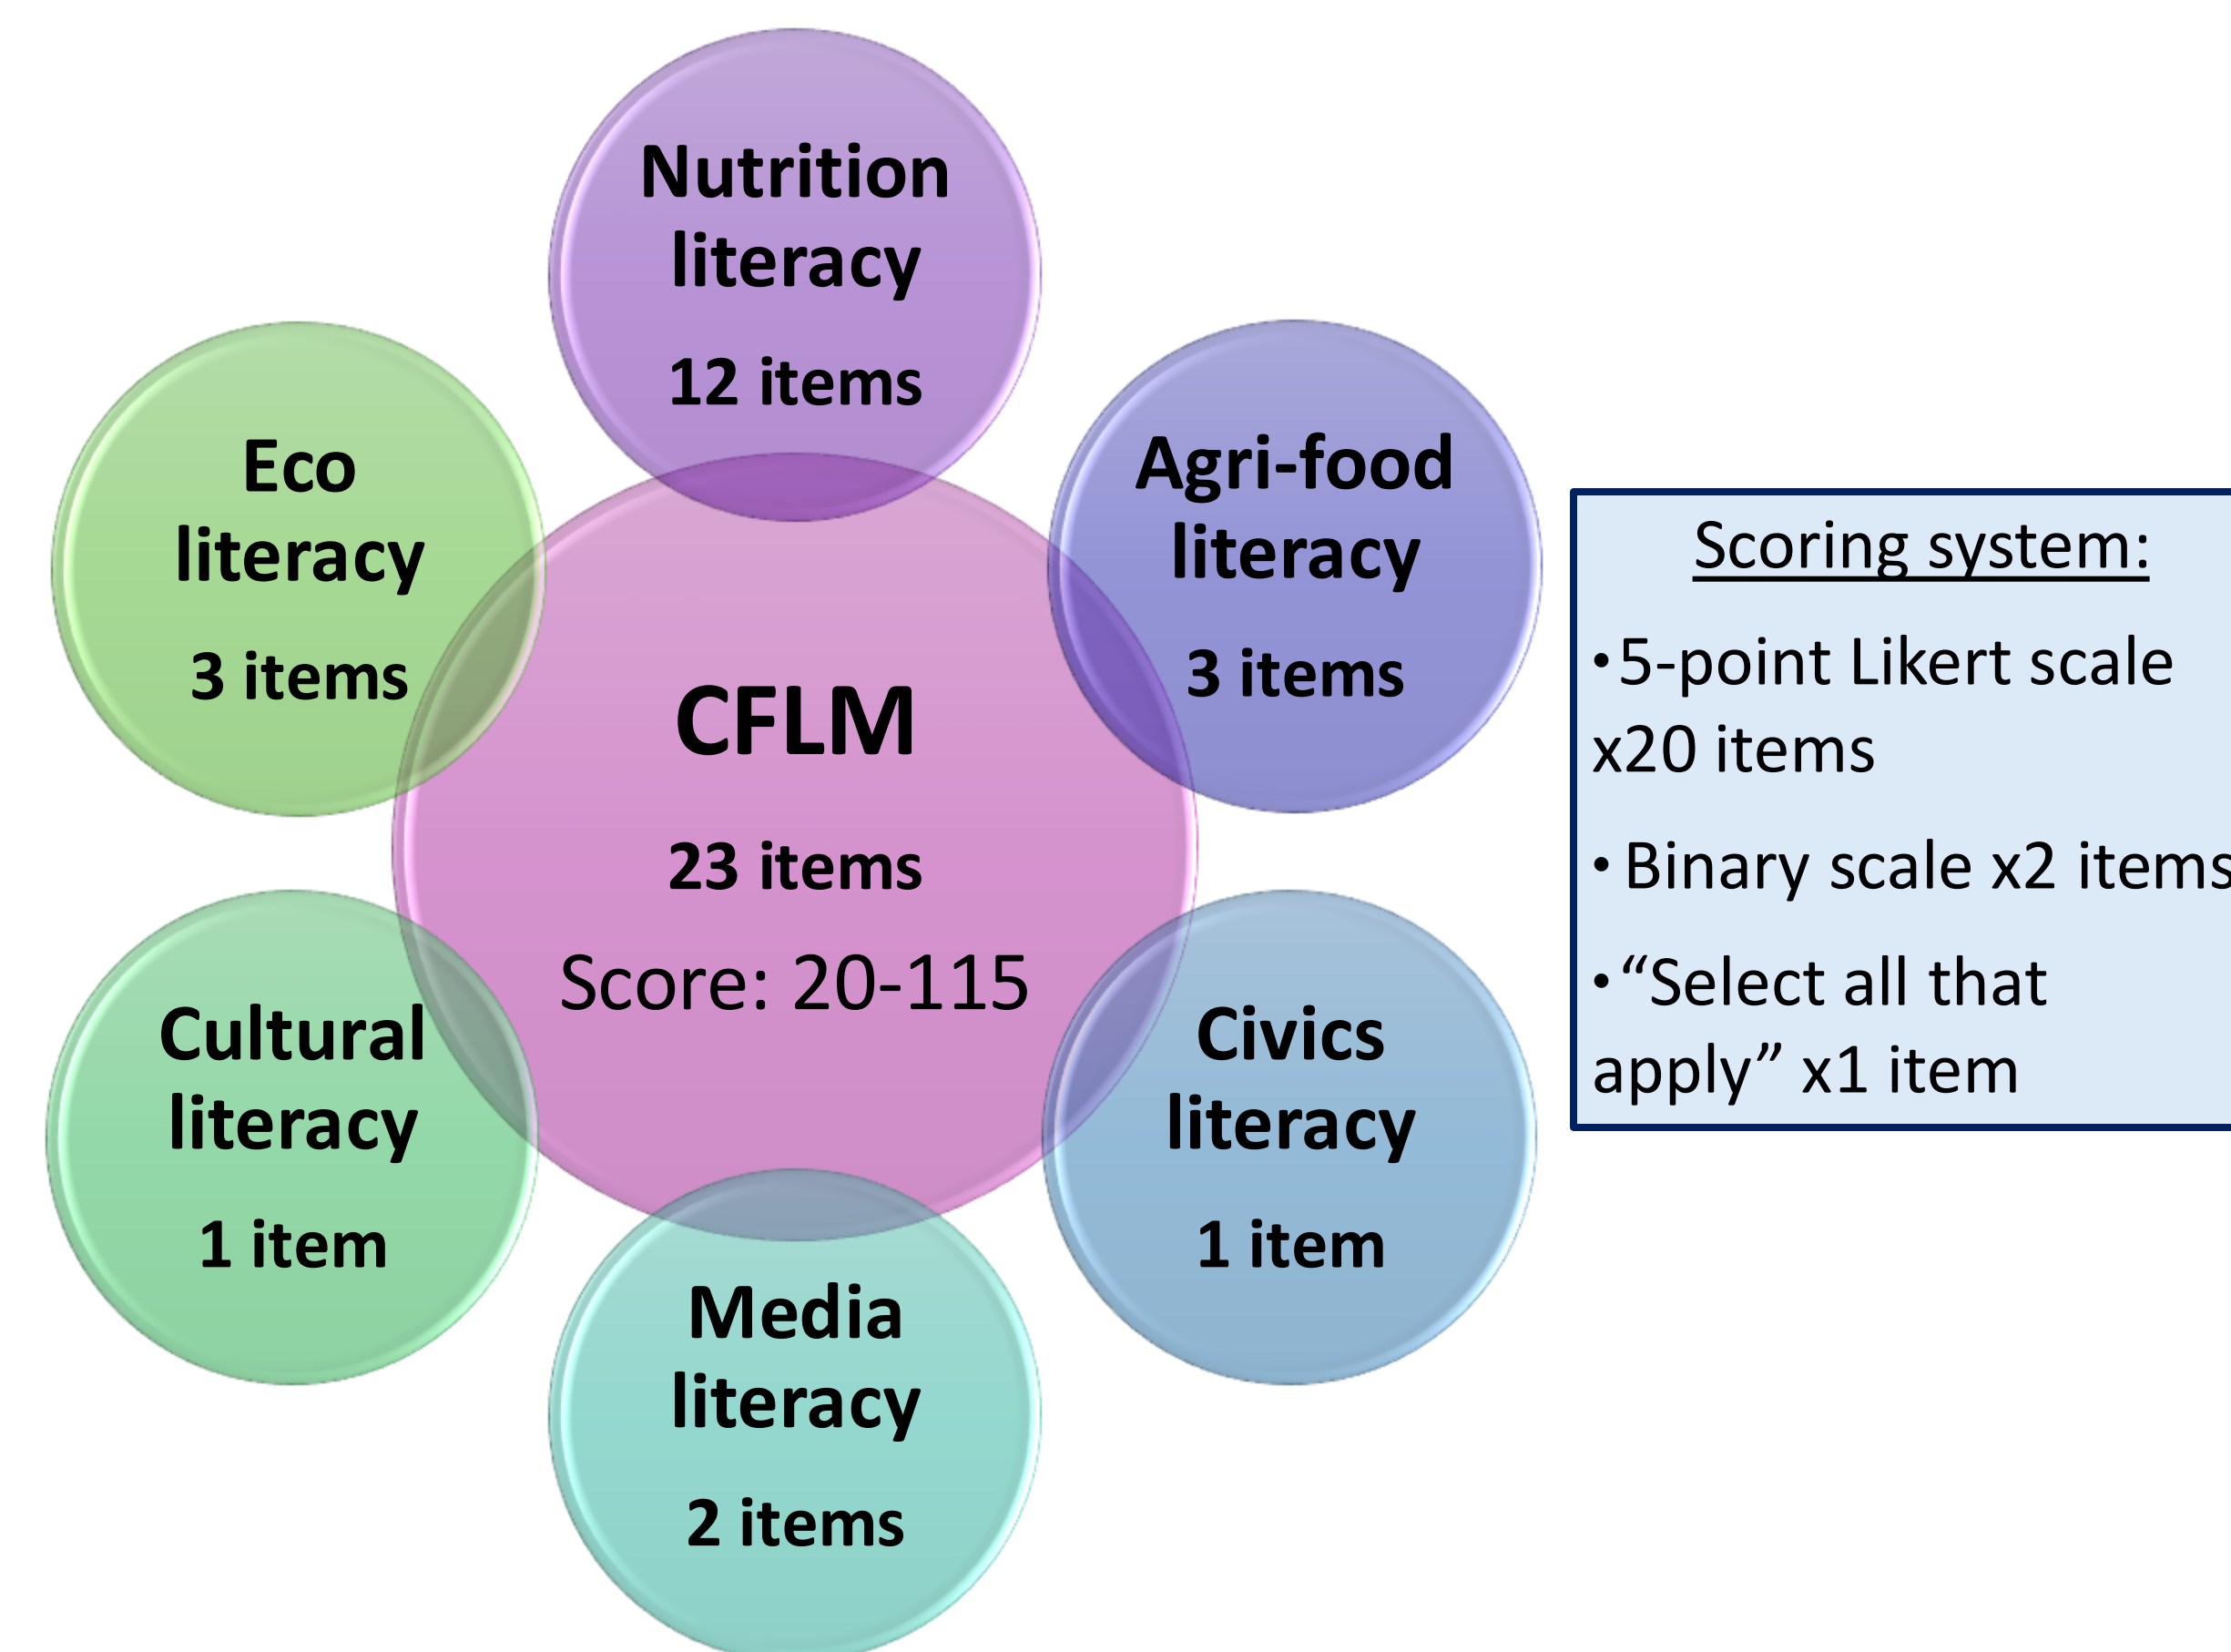 Nutrition
literacy
12 items
Eco
literacy
3 items
Agri-food
literacy
3 items
CFLM
23 items
Score: 20-115
Cultural
literacy
1 item
Civics
literacy
1 item
Media
literacy
2 items
Scoring system:
•5-point Likert scale
x20 items
• Binary scale x2 items
•“Select all that
apply” x1 item